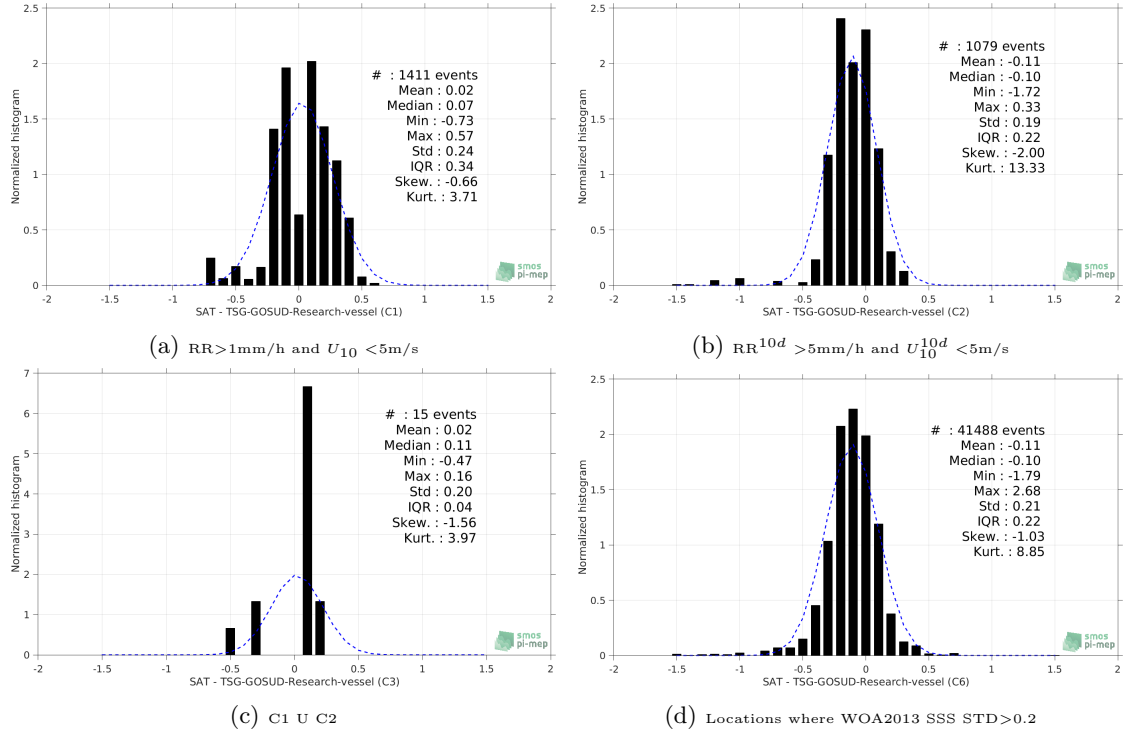 2.5
2
1.5
1
0.5
0
Normalized histogram
# : 1411 events
Mean : 0.02
Median : 0.07
Min : -0.73
Max : 0.57
Std : 0.24
IQR : 0.34
Skew. : -0.66
Kurt. : 3.71
smos
pi-mep
-2 -1.5 -1 -0.5 0 0.5 1 1.5 2
SAT - TSG-GOSUD-Research-vessel (C1)
(a) RR>1mm/h and U10 <5m/s
2.5
2
1.5
1
0.5
0
Normalized histogram
# : 1079 events
Mean : -0.11
Median : -0.10
Min : -1.72
Max : 0.33
Std : 0.19
IQR : 0.22
Skew. : -2.00
Kurt. : 13.33
smos
pi-mep
-2 -1.5 -1 -0.5 0 0.5 1 1.5 2
SAT - TSG-GOSUD-Research-vessel (C2)
(b) RR^10d >5mm/h and U_10^10d <5m/s
7
6
5
4
3
2
1
0
Normalized histogram
# : 15 events
Mean : 0.02
Median : 0.11
Min : -0.47
Max : 0.16
Std : 0.20
IQR : 0.04
Skew. : -1.56
Kurt. : 3.97
smos
pi-mep
-2 -1.5 -1 -0.5 0 0.5 1 1.5 2
SAT - TSG-GOSUD-Research-vessel (C3)
(c) C1 U C2
2.5
2
1.5
1
0.5
0
Normalized histogram
# : 41488 events
Mean : -0.11
Median : -0.10
Min : -1.79
Max : 2.68
Std : 0.21
IQR : 0.22
Skew. : -1.03
Kurt. : 8.85
smos
pi-mep
-2 -1.5 -1 -0.5 0 0.5 1 1.5 2
SAT - TSG-GOSUD-Research-vessel (C6)
(d) Locations where WOA2013 SSS STD>0.2